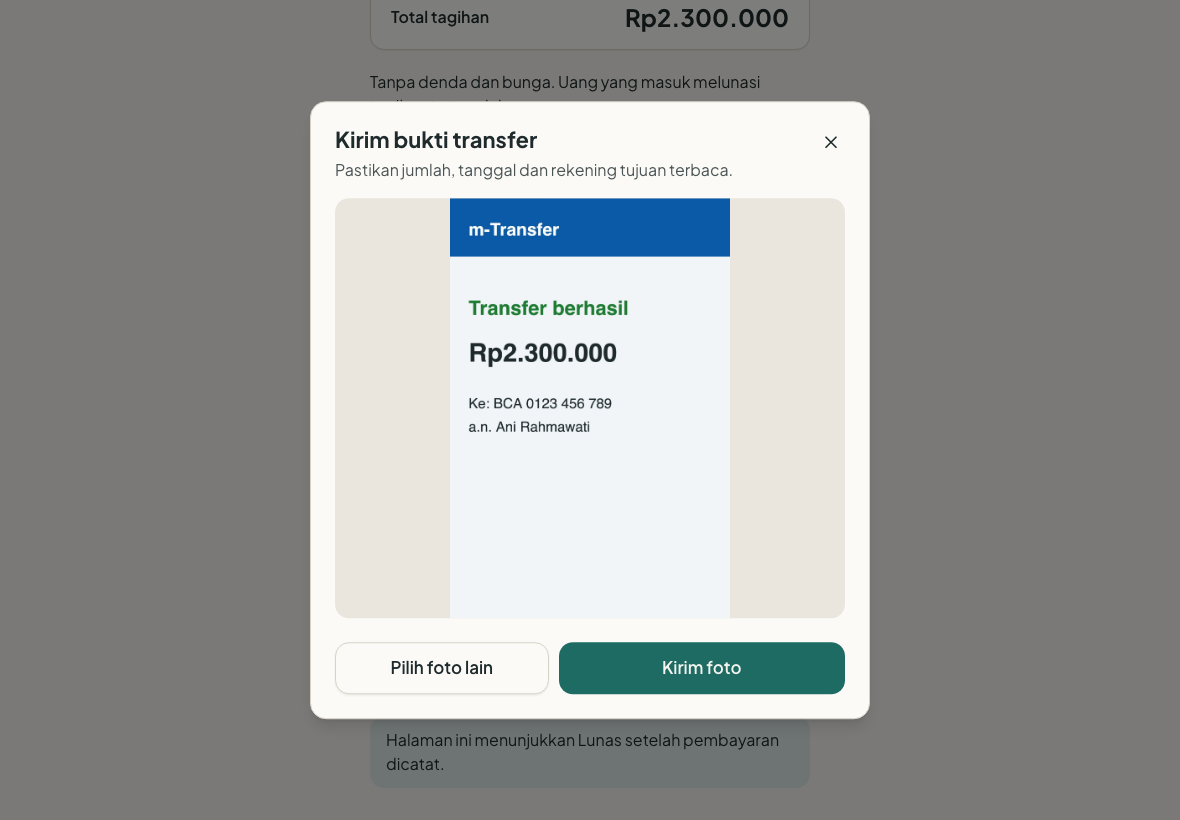 Total tagihan
Rp2.300.000
Tanpa denda dan bunga. Uang yang masuk melunasi
Kirim bukti transfer
Pastikan jumlah, tanggal dan rekening tujuan terbaca.
m-Transfer
Transfer berhasil
Rp2.300.000
Ke: BCA 0123 456 789
a.n. Ani Rahmawati
Pilih foto lain
Kirim foto
Halaman ini menunjukkan Lunas setelah pembayaran
dicatat.